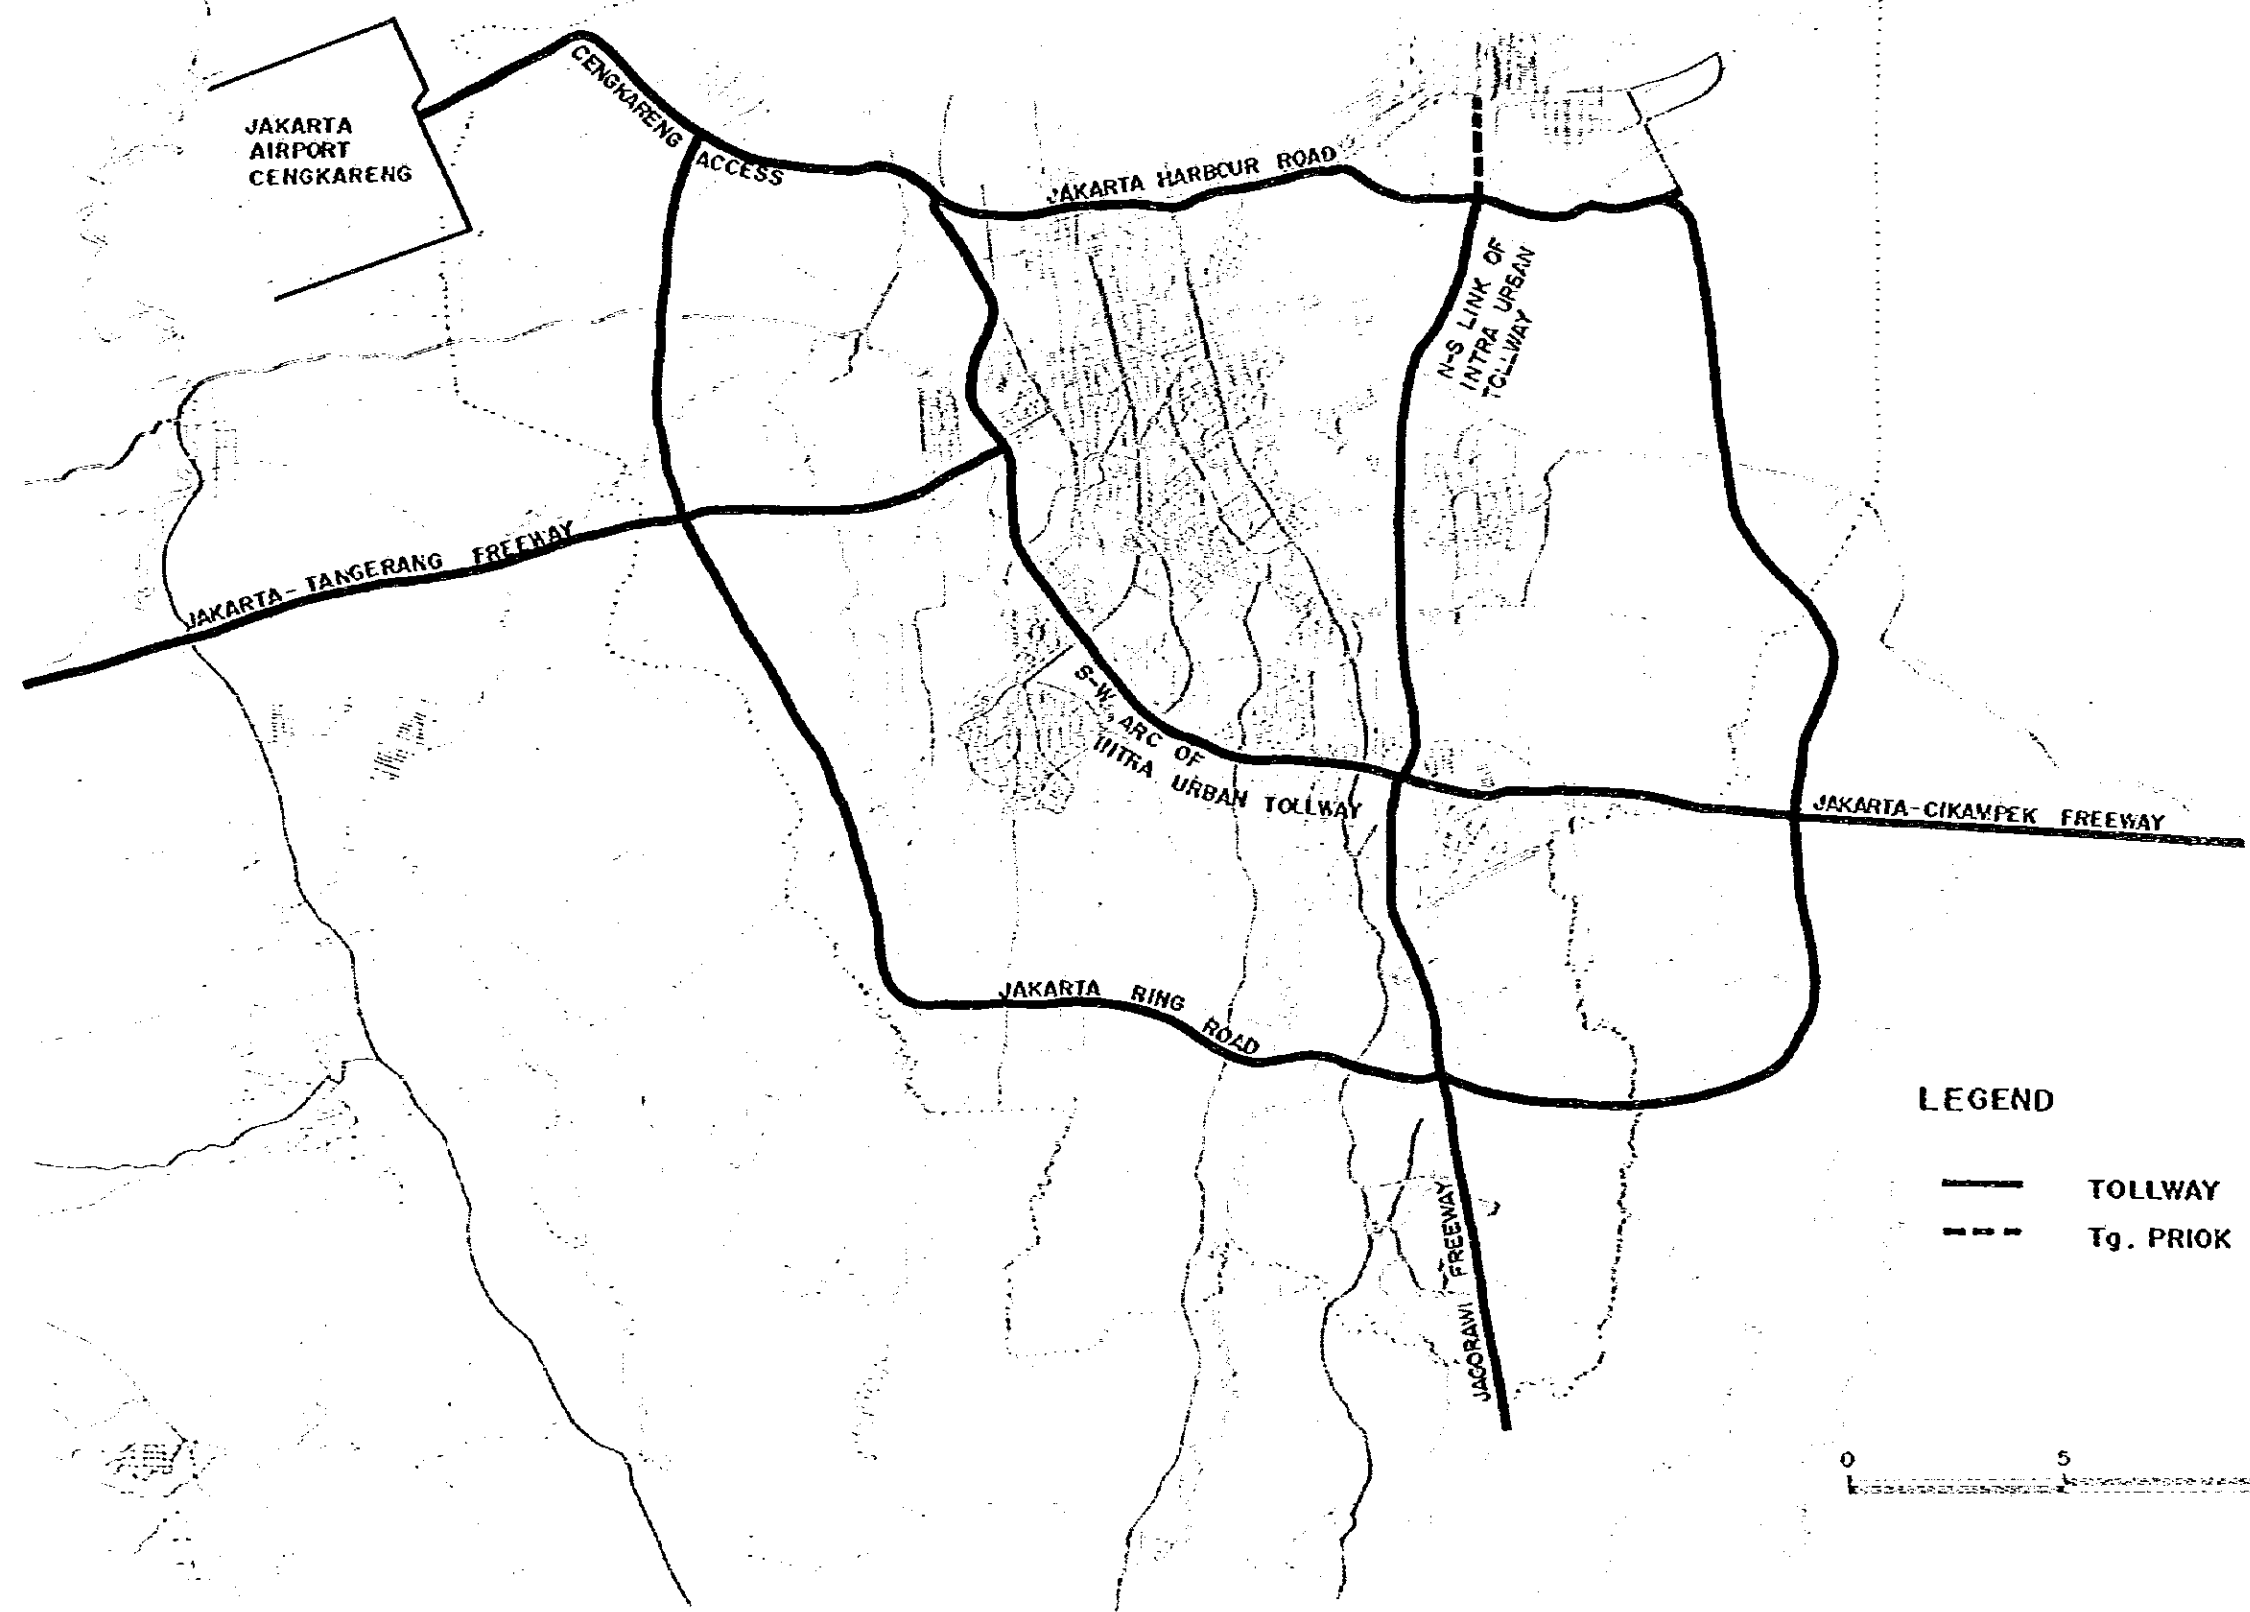 JAKARTA
AIRPORT
CENGKARENG
CENGKARENG ACCESS
JAKARTA HARBOUR ROAD
N-S LINK OF
INTRA URBAN
TOLLWAY
JAKARTA-TANGERANG FREEWAY
S-W, ARC OF
INTRA URBAN TOLLWAY
JAKARTA-CIKAMPEK FREEWAY
JAKARTA RING ROAD
JAGORAWI FREEWAY
LEGEND
TOLLWAY
Tg. PRIOK
0 5